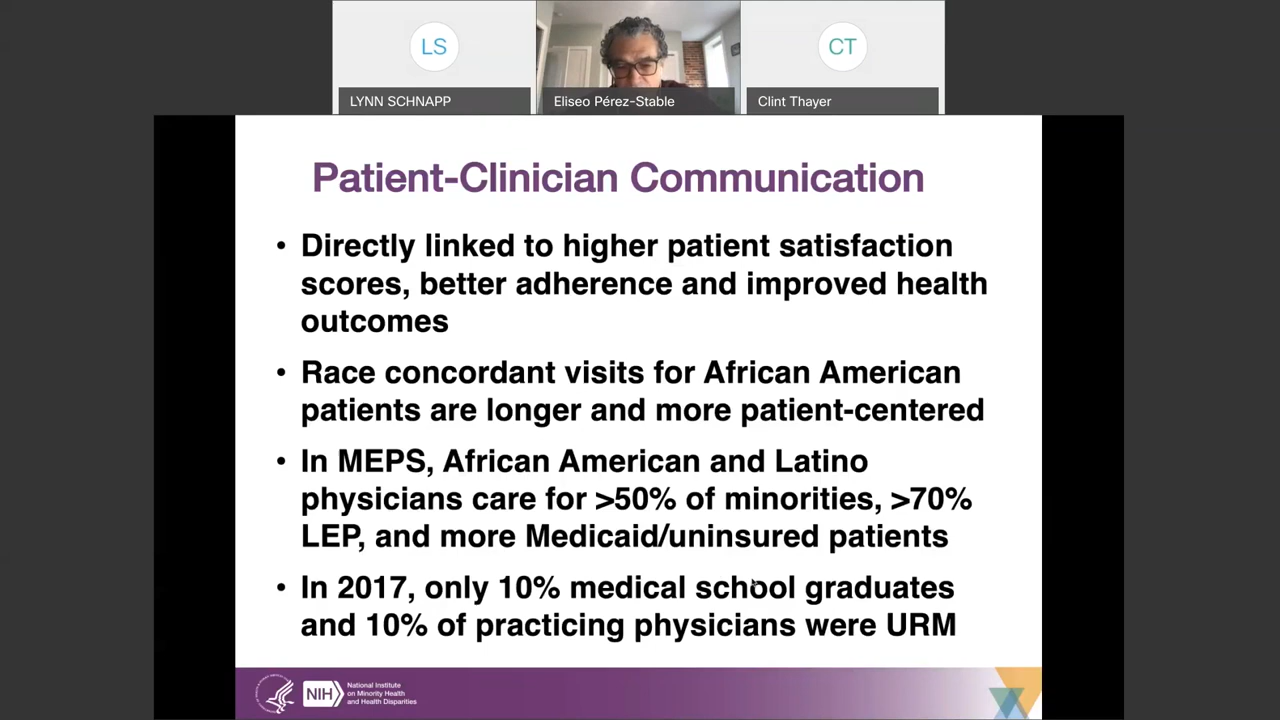 LS
CT
LYNN SCHNAPP
Eliseo Pérez-Stable
Clint Thayer
Patient-Clinician Communication
• Directly linked to higher patient satisfaction
scores, better adherence and improved health
outcomes
• Race concordant visits for African American
patients are longer and more patient-centered
• In MEPS, African American and Latino
physicians care for >50% of minorities, >70%
LEP, and more Medicaid/uninsured patients
• In 2017, only 10% medical school graduates
and 10% of practicing physicians were URM
NIH
National Institute
on Minority Health
and Health Disparities